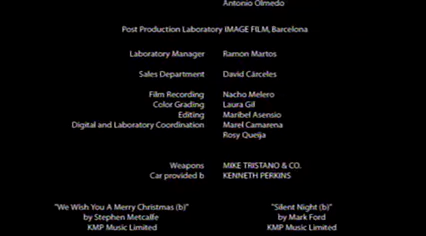 Antonio Olmedo
Post Production Laboratory IMAGE FILM, Barcelona
Laboratory Manager Ramon Martos
Sales Department David Cárceles
Film Recording Nacho Melero
Color Grading Laura Gil
Editing Maribel Asensio
Digital and Laboratory Coordination Marel Camarena
Rosy Queija
Weapons MIKE TRISTANO & CO.
Car provided b KENNETH PERKINS
"We Wish You A Merry Christmas (b)" "Silent Night (b)"
by Stephen Metcalfe by Mark Ford
KMP Music Limited KMP Music Limited